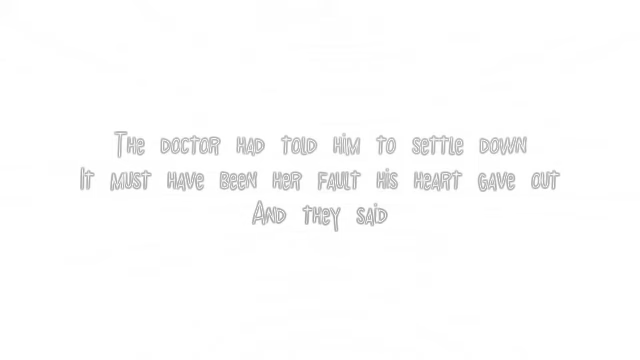 The doctor had told him to settle down
It must have been her fault his heart gave out
And they said